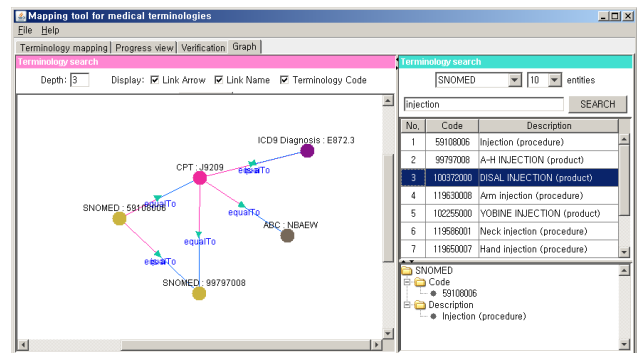 Mapping tool for medical terminologies
File Help
Terminology mapping Progress view Verification Graph
Terminology search
Depth: 3 Display: Link Arrow Link Name Terminology Code
ICD9 Diagnosis : E872.3
CPT : J9209
equalTo
SNOMED : 59108006
equalTo
equalTo
ABC : NBAEW
equalTo
equalTo
SNOMED : 99797008
Terminology search
SNOMED 10 entities
injection SEARCH
No. Code Description
1 59108006 Injection (procedure)
2 99797008 A-H INJECTION (product)
3 100372000 DISAL INJECTION (product)
4 119630008 Arm injection (procedure)
5 102255000 YOBINE INJECTION (product)
6 119586001 Neck injection (procedure)
7 119650007 Hand injection (procedure)
SNOMED
Code
59108006
Description
Injection (procedure)